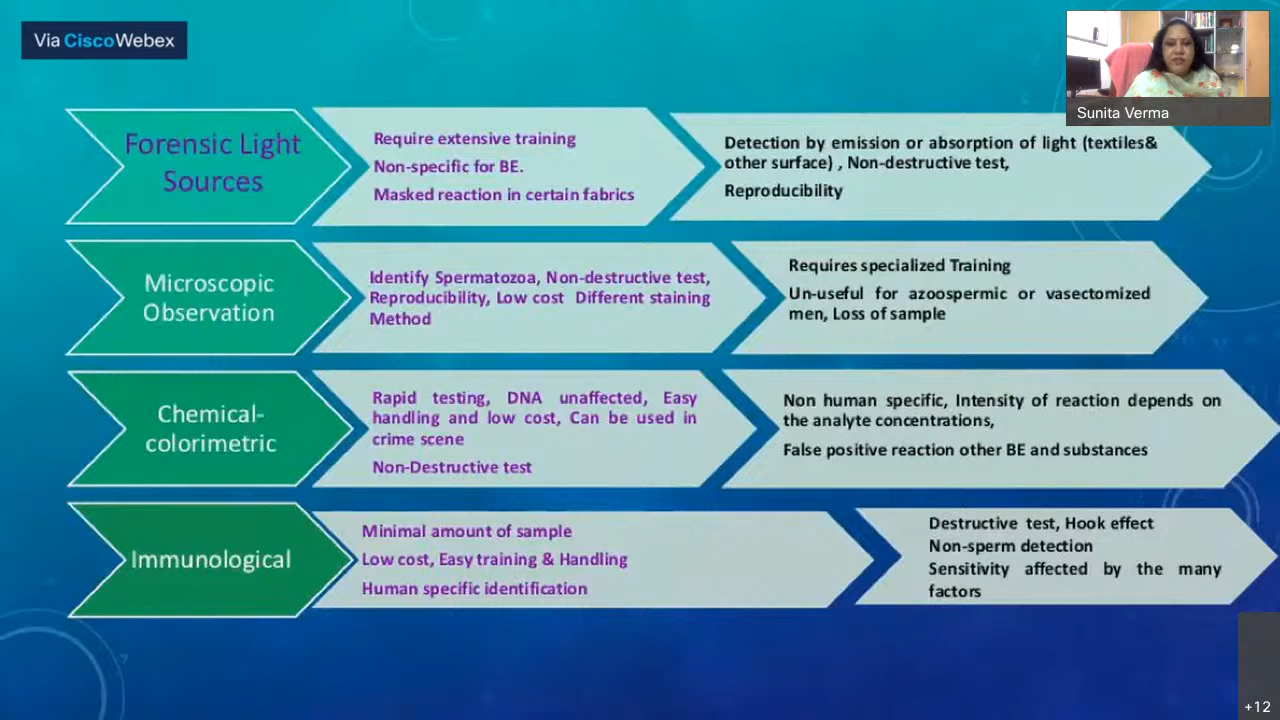 Via CiscoWebex
Sunita Verma
Forensic Light
Sources
Require extensive training
Non-specific for BE.
Masked reaction in certain fabrics
Detection by emission or absorption of light (textiles&
other surface) , Non-destructive test,
Reproducibility
Microscopic
Observation
Identify Spermatozoa, Non-destructive test,
Reproducibility, Low cost Different staining
Method
Requires specialized Training
Un-useful for azoospermic or vasectomized
men, Loss of sample
Chemical-
colorimetric
Rapid testing, DNA unaffected, Easy
handling and low cost, Can be used in
crime scene
Non-Destructive test
Non human specific, Intensity of reaction depends on
the analyte concentrations,
False positive reaction other BE and substances
Immunological
Minimal amount of sample
Low cost, Easy training & Handling
Human specific identification
Destructive test, Hook effect
Non-sperm detection
Sensitivity affected by the many
factors
+12